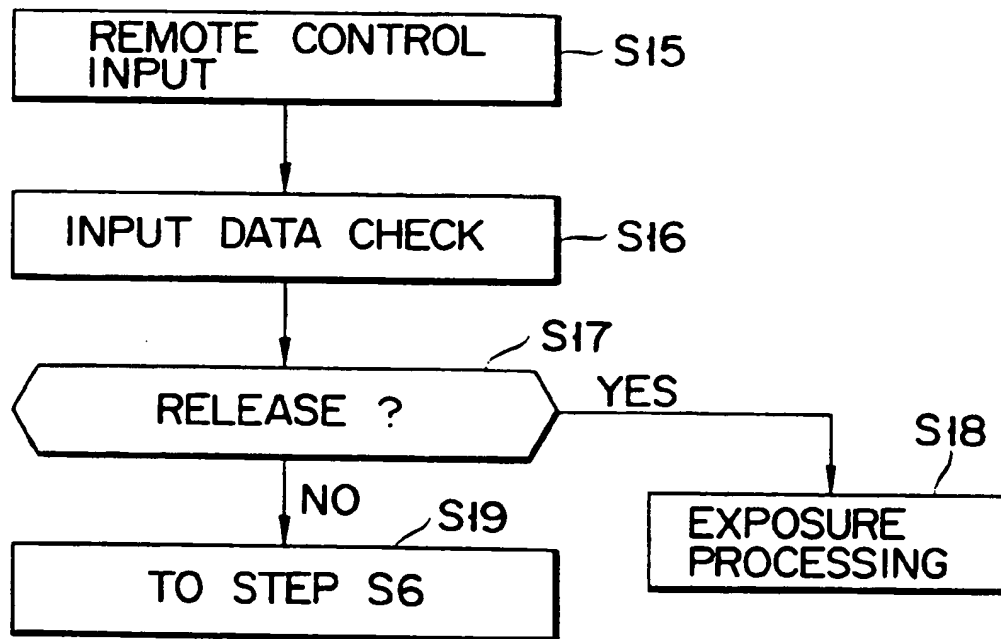 REMOTE CONTROL
INPUT
S15
INPUT DATA CHECK
S16
S17
RELEASE ?
YES
S18
NO
EXPOSURE
PROCESSING
S19
TO STEP S6